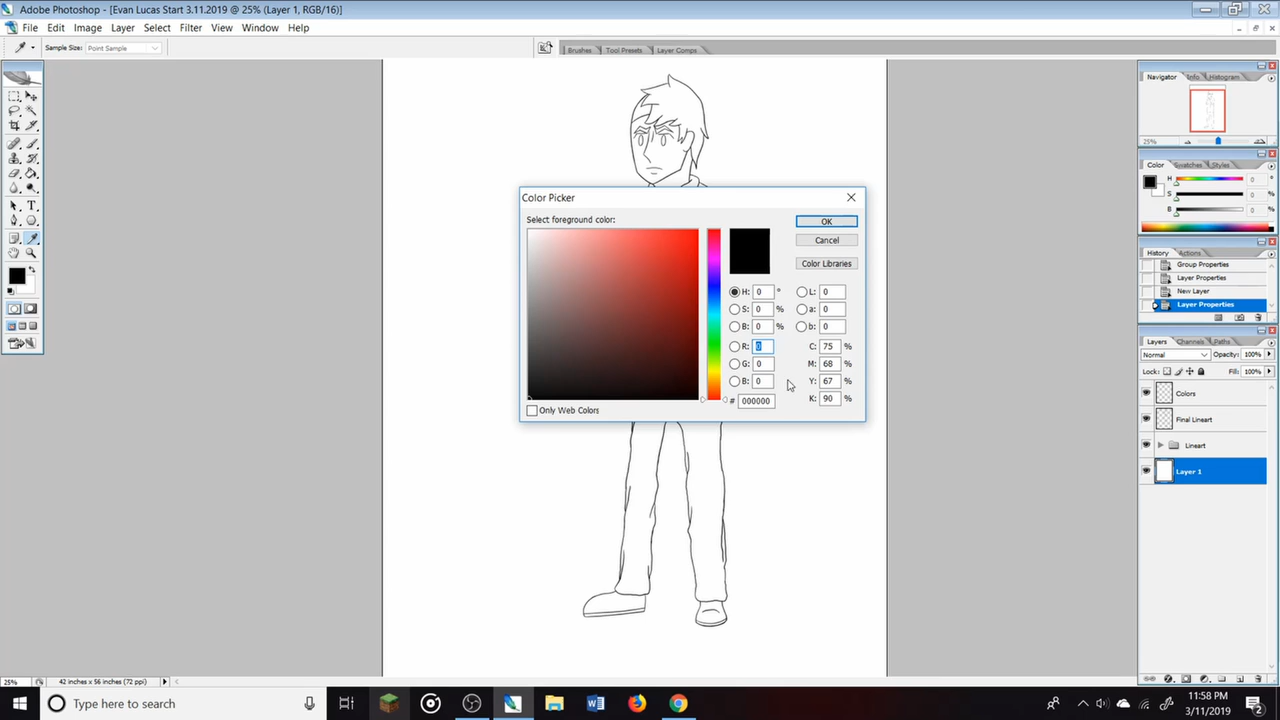 Adobe Photoshop - [Evan Lucas Start 3.11.2019 @ 25% (Layer 1, RGB/16)]
File Edit Image Layer Select Filter View Window Help
Sample Size: Point Sample
Brushes Tool Presets Layer Comps
Navigator Info Histogram
25%
Color Swatches Styles
H 0 °
S 0 %
B 0 %
History Actions
Group Properties
Layer Properties
New Layer
Layer Properties
Layers Channels Paths
Normal Opacity: 100%
Lock: Fill: 100%
Colors
Final Lineart
Lineart
Layer 1
Color Picker
Select foreground color:
OK
Cancel
Color Libraries
H: 0 ° L: 0
S: 0 % a: 0
B: 0 % b: 0
R: 0 C: 75 %
G: 0 M: 68 %
B: 0 Y: 67 %
# 000000 K: 90 %
Only Web Colors
25% 42 inches x 56 inches (72 ppi)
Type here to search
11:58 PM
3/11/2019
2